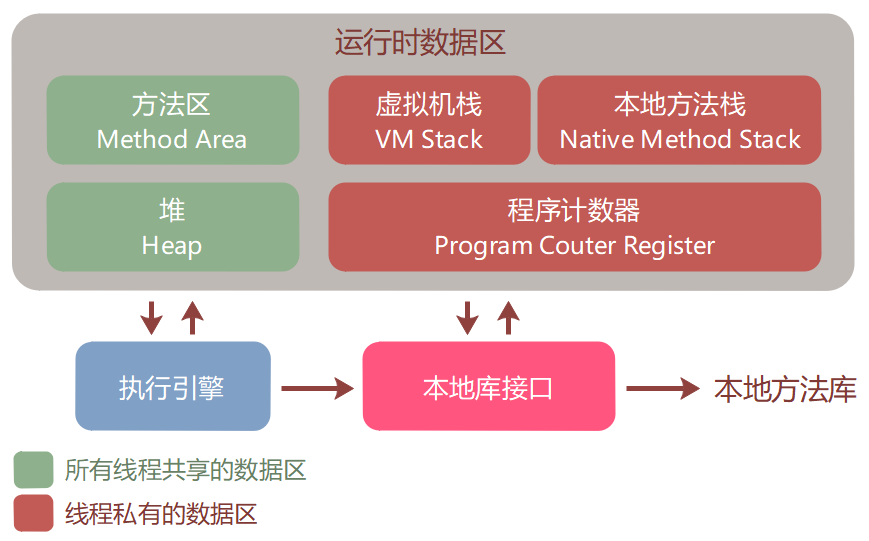 运行时数据区
方法区
Method Area
虚拟机栈
VM Stack
本地方法栈
Native Method Stack
堆
Heap
程序计数器
Program Couter Register
执行引擎
本地库接口
本地方法库
所有线程共享的数据区
线程私有的数据区